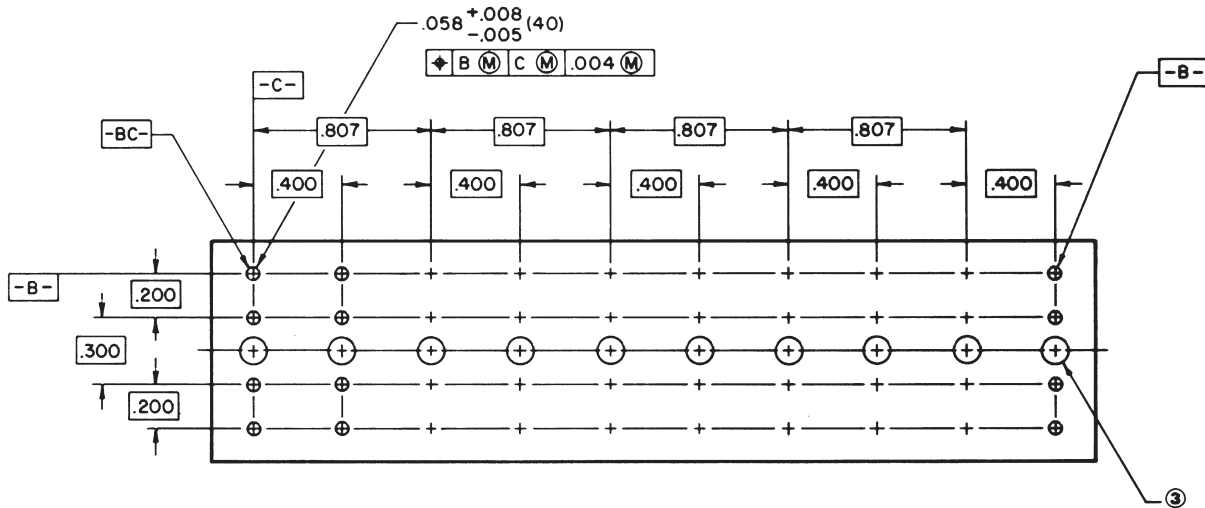 .058 +.008 -.005 (40)
⌖ B Ⓜ C Ⓜ .004 Ⓜ
-C-
-B-
-BC-
.807 .807 .807 .807
.400 .400 .400 .400 .400
-B-
.200
.300
.200
③